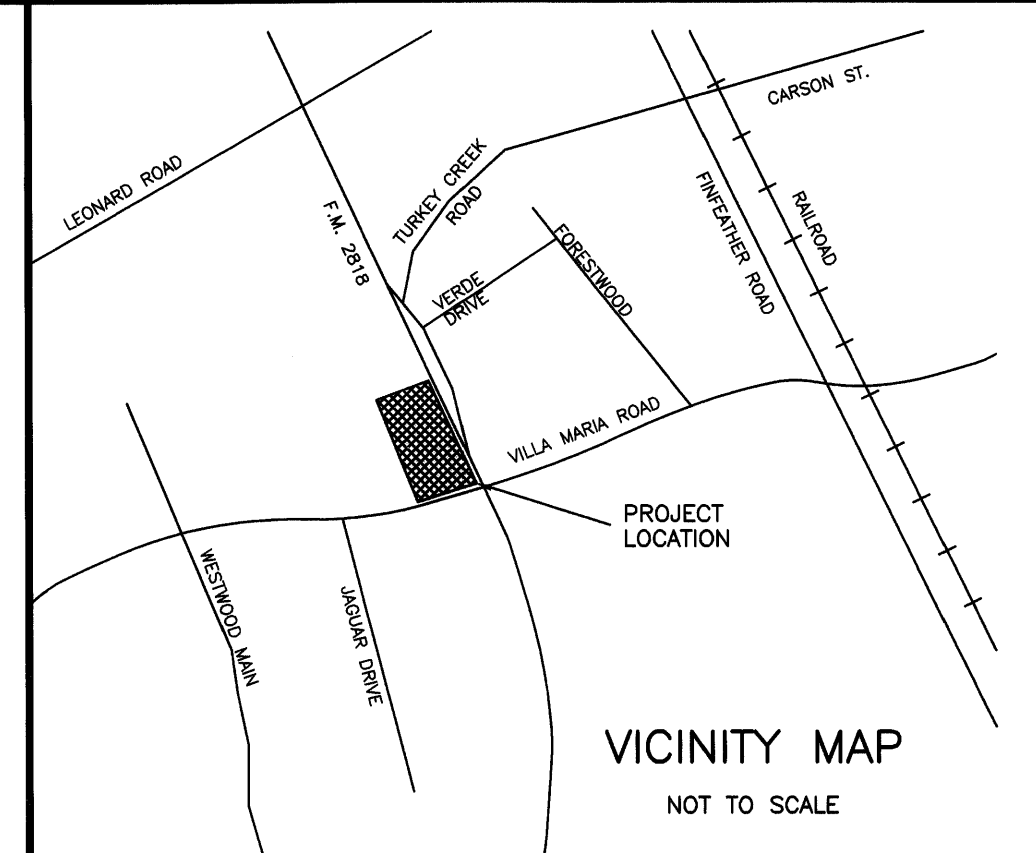 CARSON ST.
LEONARD ROAD
TURKEY CREEK
ROAD
F.M. 2818
FINFEATHER ROAD
RAILROAD
VERDE
DRIVE
FORESTWOOD
VILLA MARIA ROAD
PROJECT
LOCATION
WESTWOOD MAIN
JAGUAR DRIVE
VICINITY MAP
NOT TO SCALE